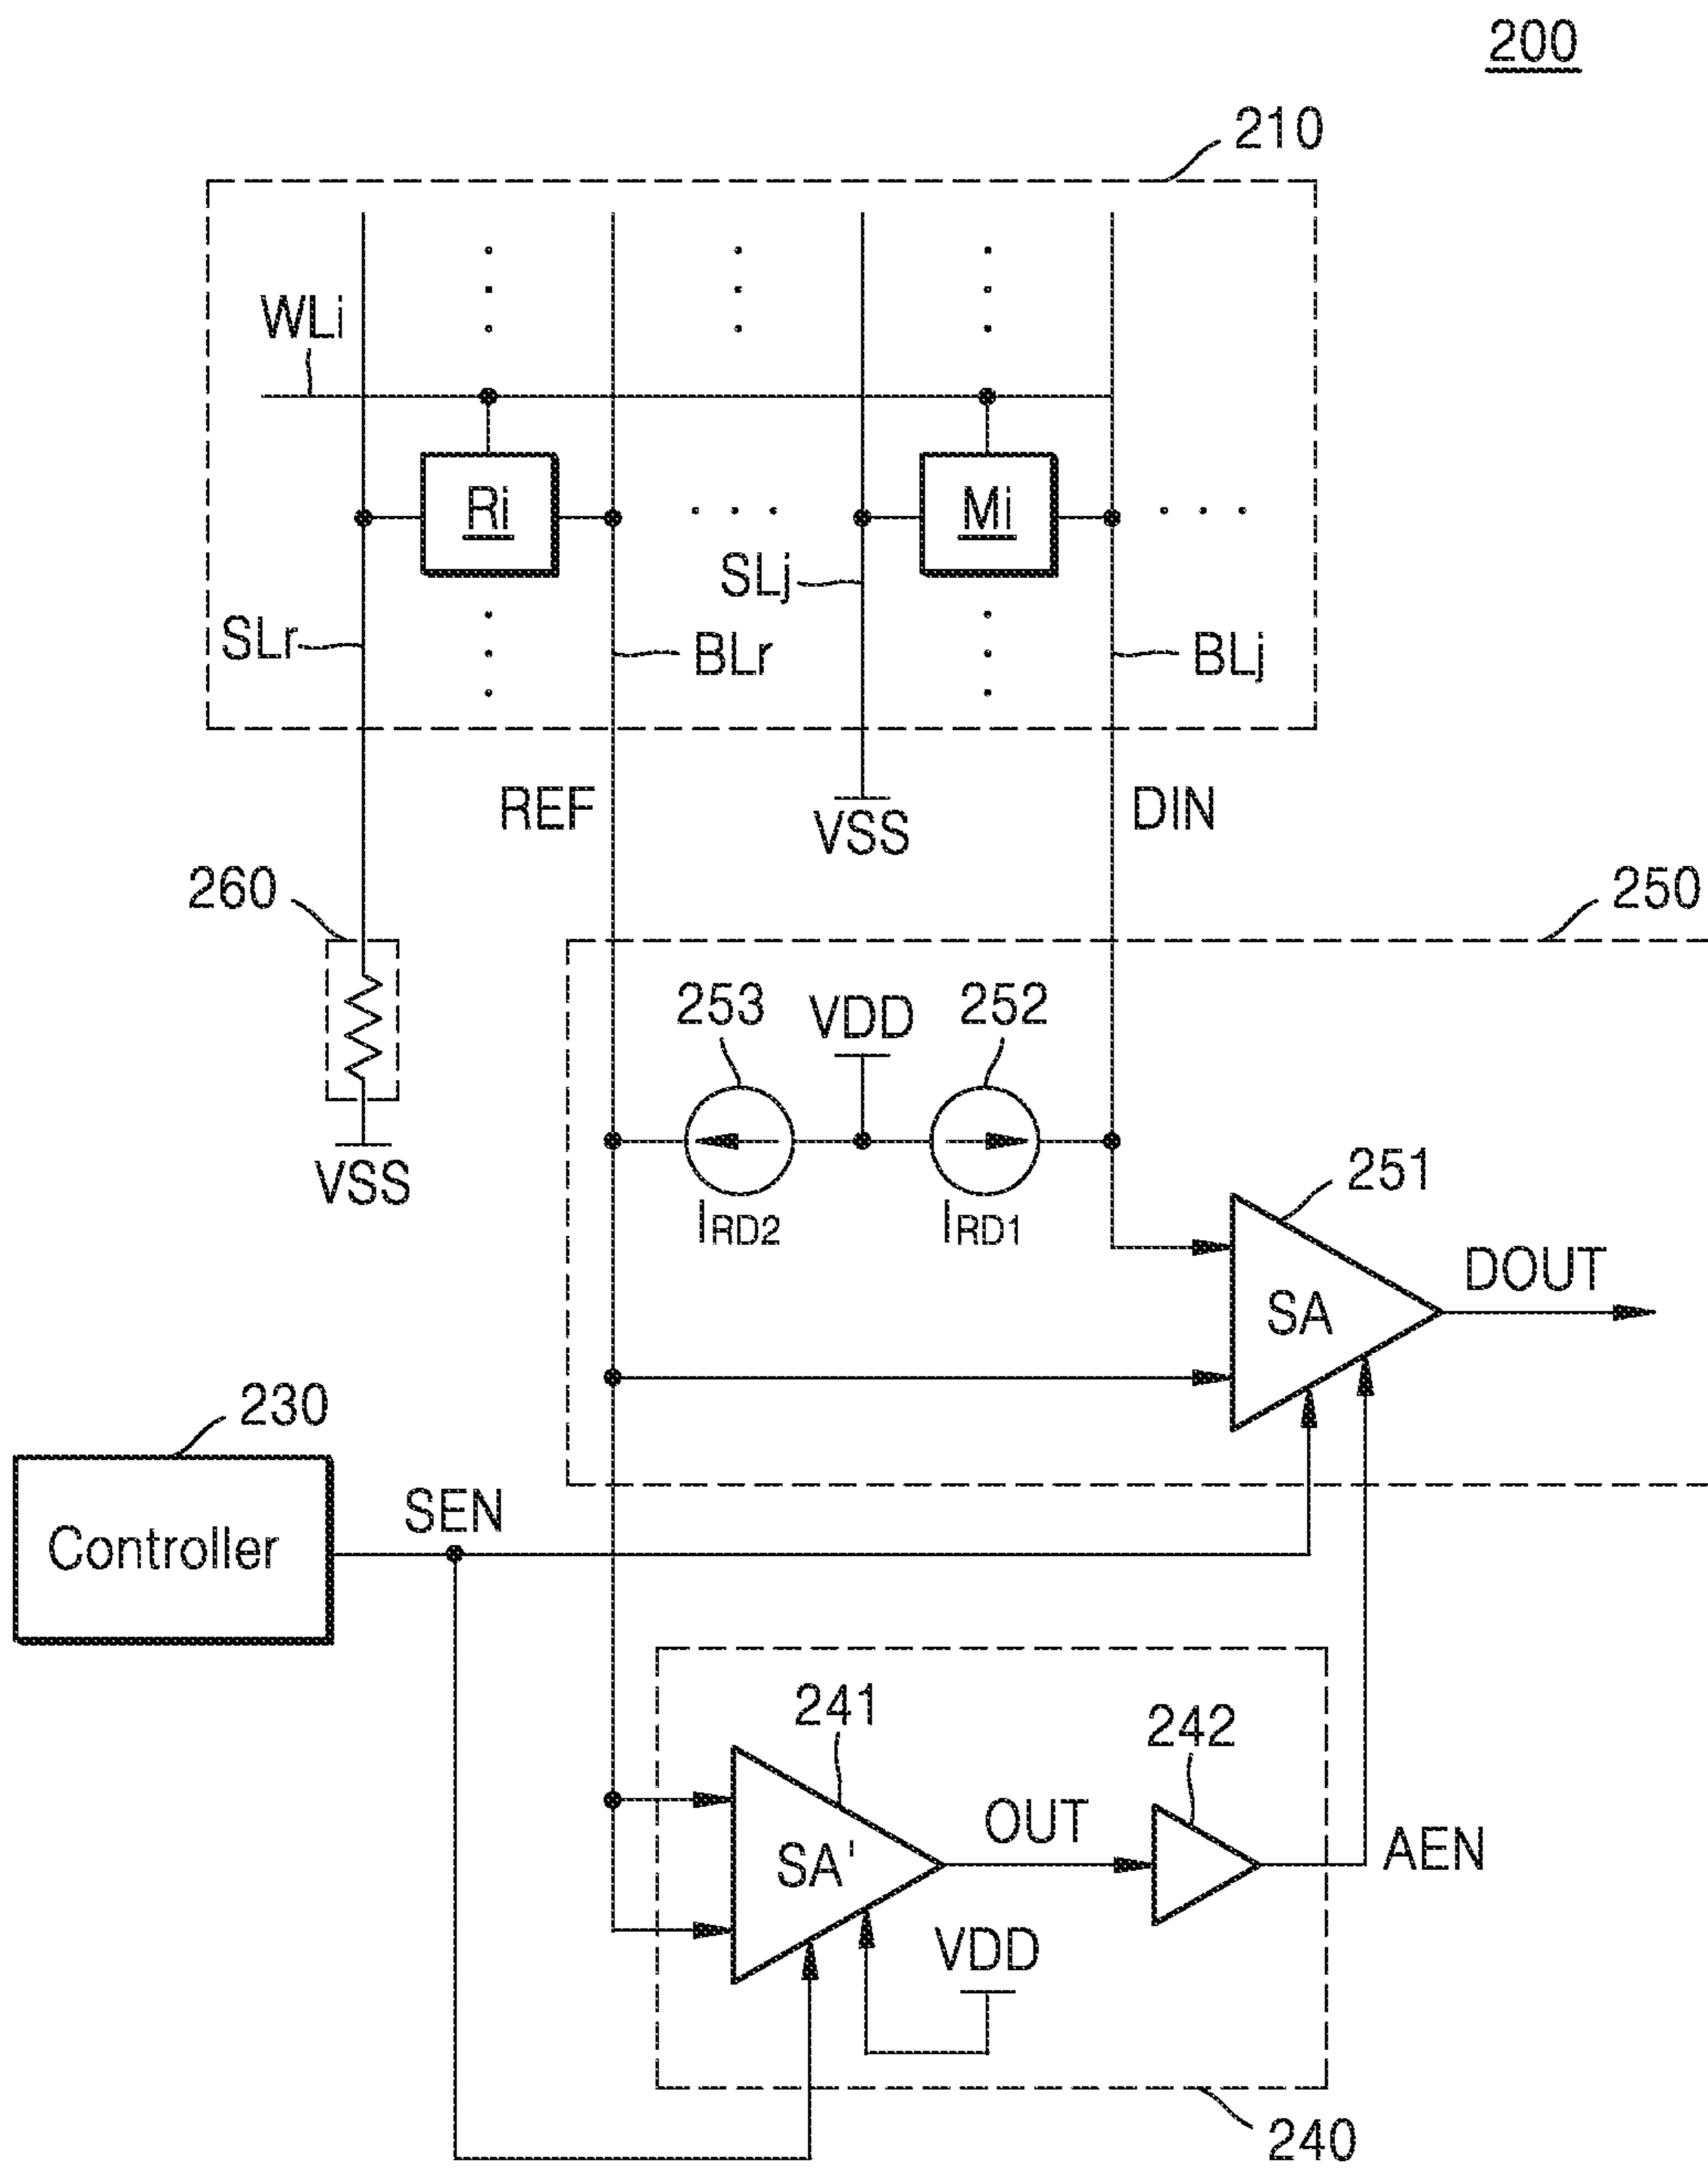 200
210
WLi
Ri
Mi
SLj
SLr
BLr
BLj
REF
DIN
VSS
260
250
253
VDD
252
VSS
IRD2
IRD1
251
DOUT
SA
230
SEN
Controller
241
242
OUT
SA'
AEN
VDD
240